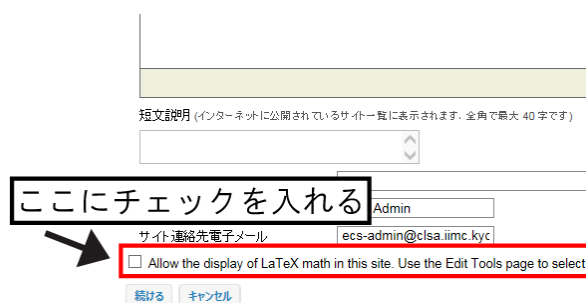 短文説明 (インターネットに公開されているサイト一覧に表示されます. 全角で最大 40 字です)
ここにチェックを入れる
Admin
サイト連絡先電子メール ecs-admin@clsa.iimc.kyc
Allow the display of LaTeX math in this site. Use the Edit Tools page to select
続ける キャンセル